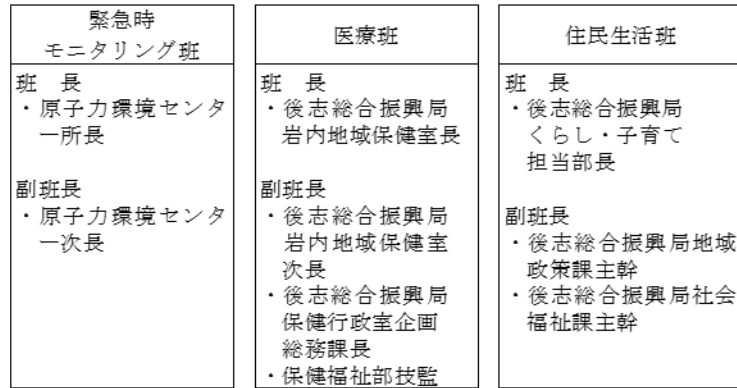 緊急時
モニタリング班
班　長
・原子力環境センタ
ー所長
副班長
・原子力環境センタ
ー次長
医療班
班　長
・後志総合振興局
岩内地域保健室長
副班長
・後志総合振興局
岩内地域保健室
次長
・後志総合振興局
保健行政室企画
総務課長
・保健福祉部技監
住民生活班
班　長
・後志総合振興局
くらし・子育て
担当部長
副班長
・後志総合振興局地域
政策課主幹
・後志総合振興局社会
福祉課主幹